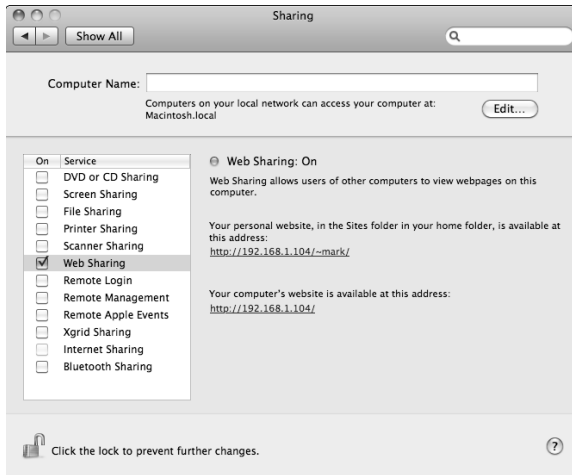 Sharing
Show All
Computer Name:
Computers on your local network can access your computer at:
Macintosh.local
Edit...
On Service
DVD or CD Sharing
Screen Sharing
File Sharing
Printer Sharing
Scanner Sharing
Web Sharing
Remote Login
Remote Management
Remote Apple Events
Xgrid Sharing
Internet Sharing
Bluetooth Sharing
Web Sharing: On
Web Sharing allows users of other computers to view webpages on this
computer.
Your personal website, in the Sites folder in your home folder, is available at
this address:
http://192.168.1.104/~mark/
Your computer's website is available at this address:
http://192.168.1.104/
Click the lock to prevent further changes.
?